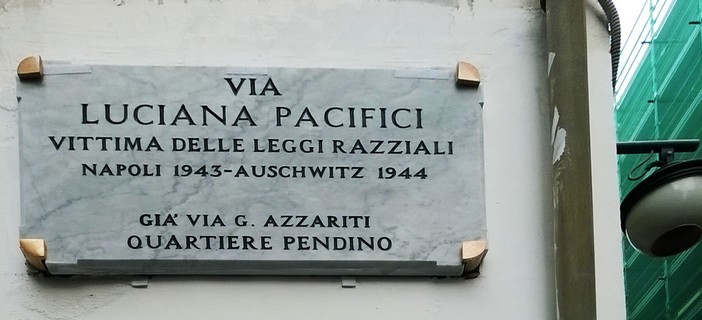 VIA
LUCIANA PACIFICI
VITTIMA DELLE LEGGI RAZZIALI
NAPOLI 1943-AUSCHWITZ 1944
GIA' VIA G. AZZARITI
QUARTIERE PENDINO